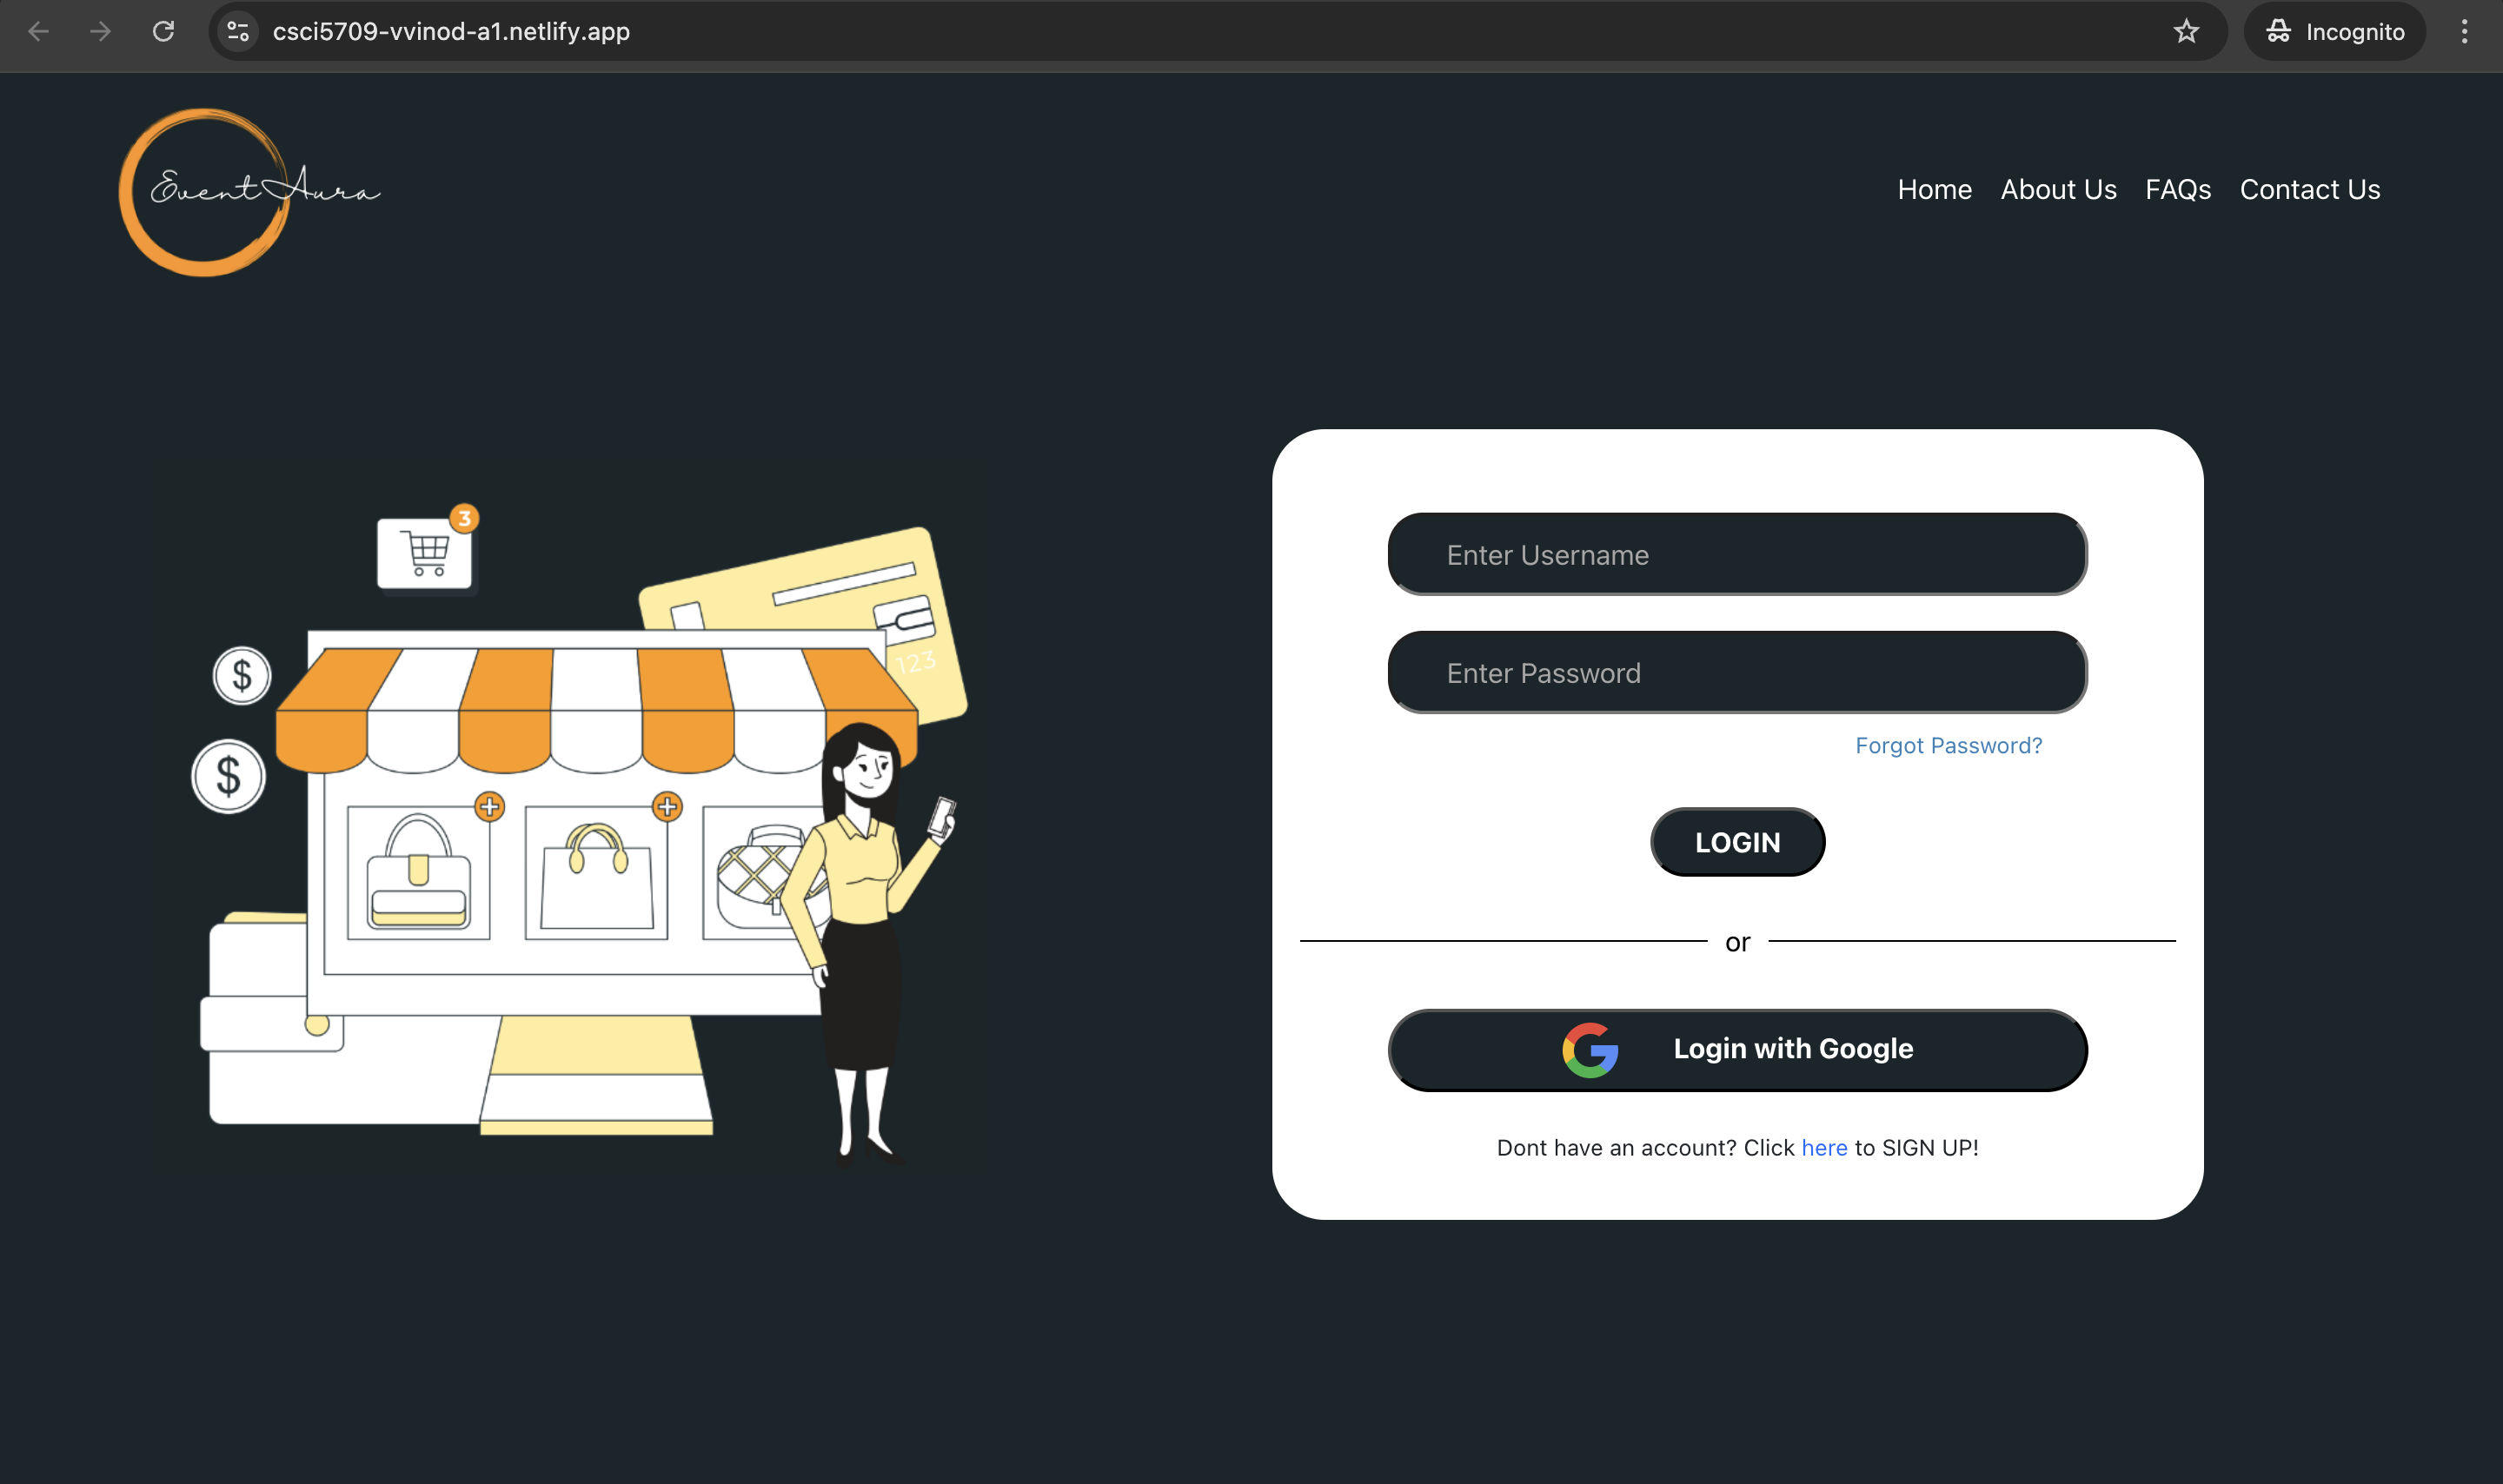 csci5709-vvinod-a1.netlify.app
Incognito
EventAura
Home About Us FAQs Contact Us
3
123
$
$
Enter Username
Enter Password
Forgot Password?
LOGIN
or
Login with Google
Dont have an account? Click here to SIGN UP!